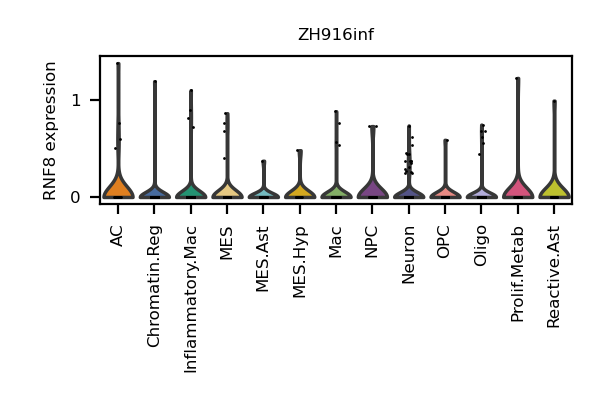 ZH916inf
RNF8 expression
1
0
AC
Chromatin.Reg
Inflammatory.Mac
MES
MES.Ast
MES.Hyp
Mac
NPC
Neuron
OPC
Oligo
Prolif.Metab
Reactive.Ast